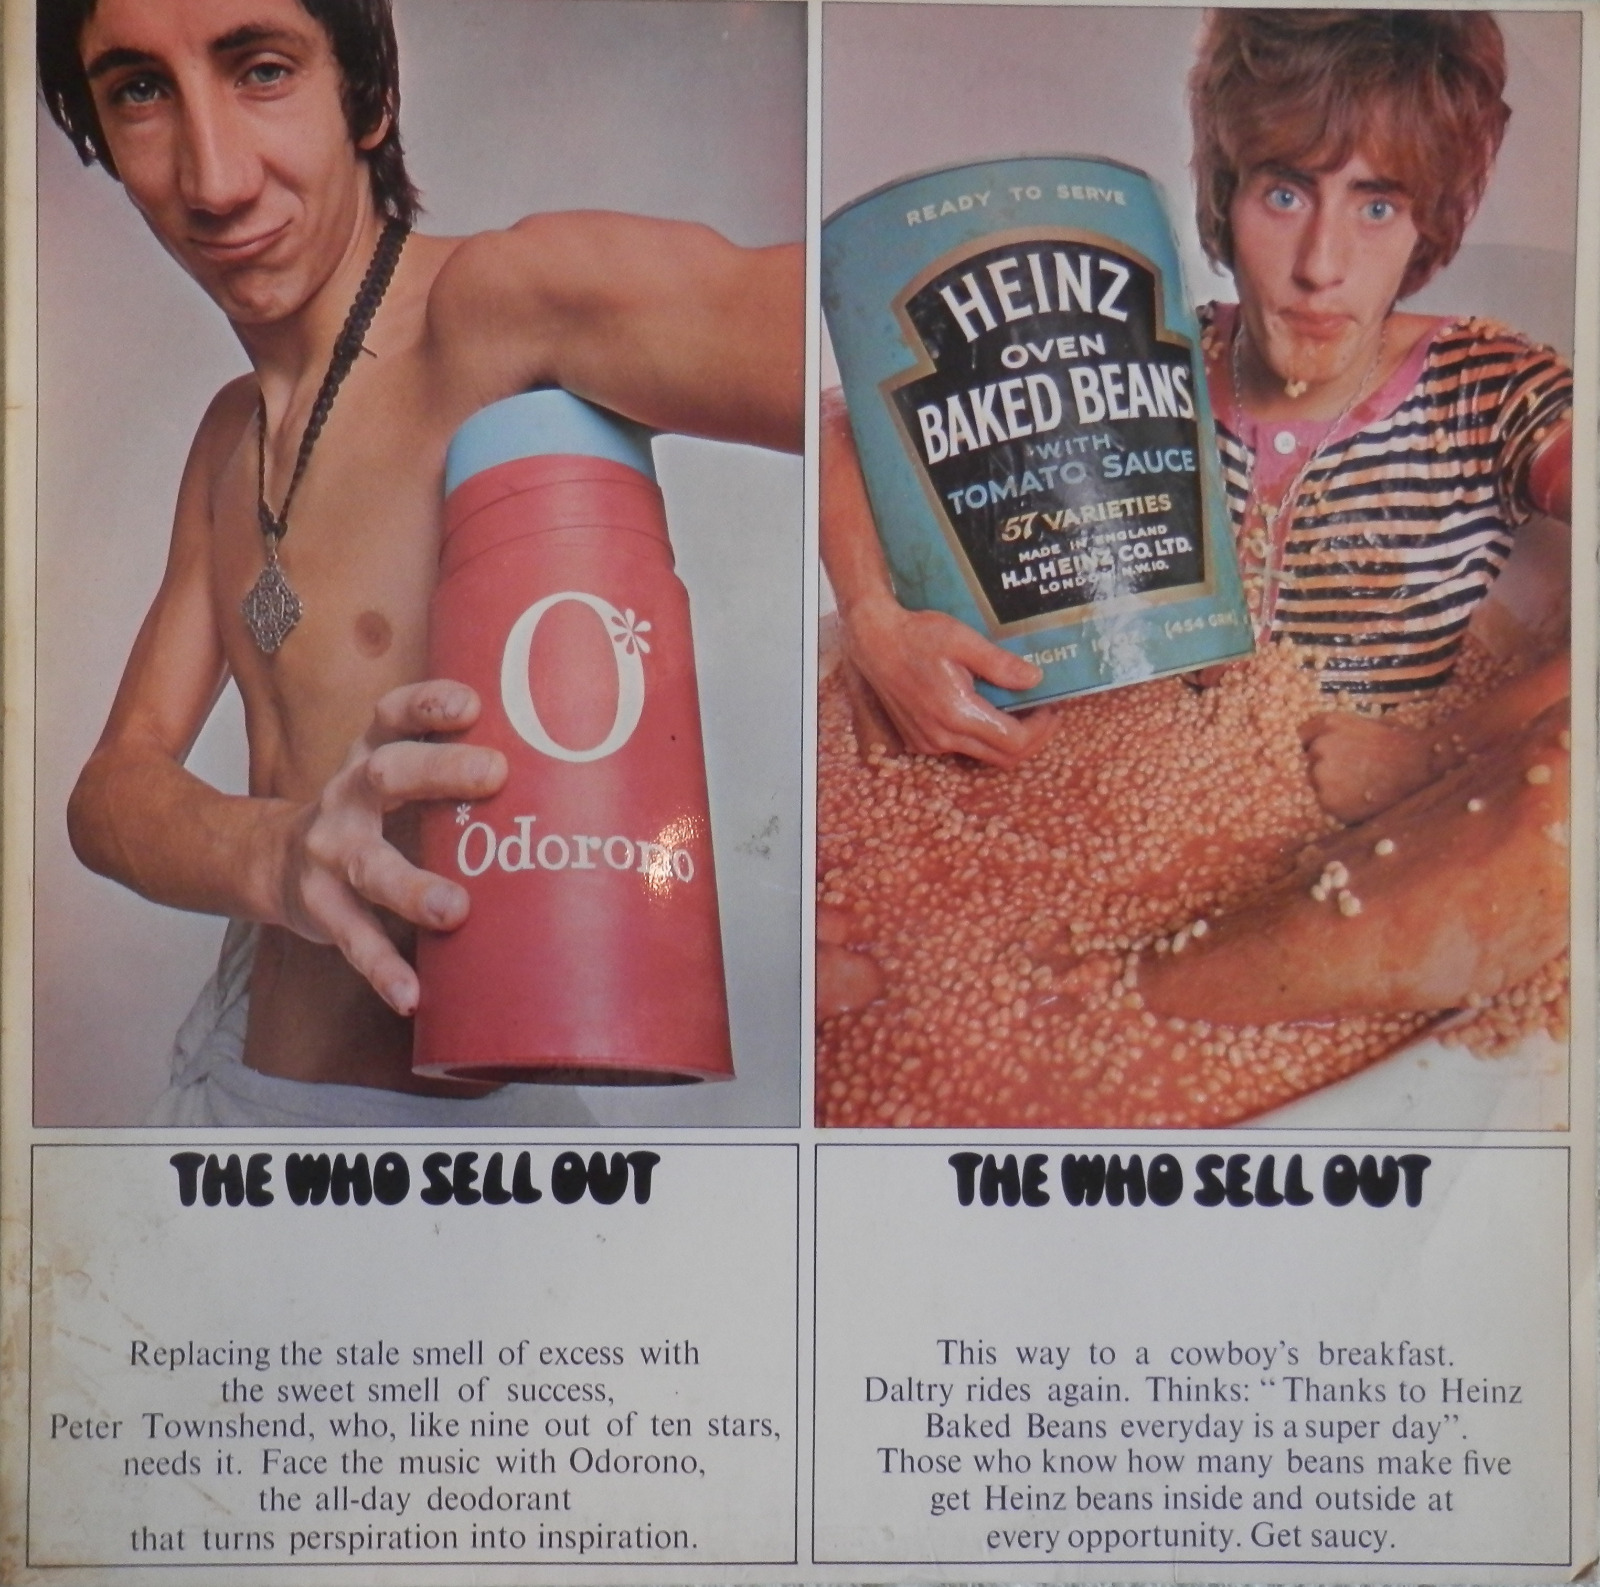 O*
*Odorono
READY TO SERVE
HEINZ
OVEN
BAKED BEANS
WITH
TOMATO SAUCE
57 VARIETIES
MADE IN ENGLAND
H.J. HEINZ CO. LTD.
LONDON N.W.10.
(454 GRM)
THE WHO SELL OUT
Replacing the stale smell of excess with
the sweet smell of success,
Peter Townshend, who, like nine out of ten stars,
needs it. Face the music with Odorono,
the all-day deodorant
that turns perspiration into inspiration.
THE WHO SELL OUT
This way to a cowboy's breakfast.
Daltry rides again. Thinks: “Thanks to Heinz
Baked Beans everyday is a super day”.
Those who know how many beans make five
get Heinz beans inside and outside at
every opportunity. Get saucy.